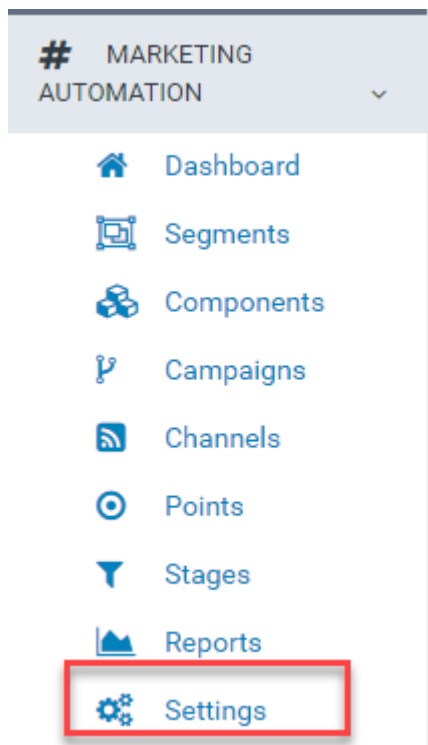 # MARKETING
AUTOMATION
Dashboard
Segments
Components
Campaigns
Channels
Points
Stages
Reports
Settings